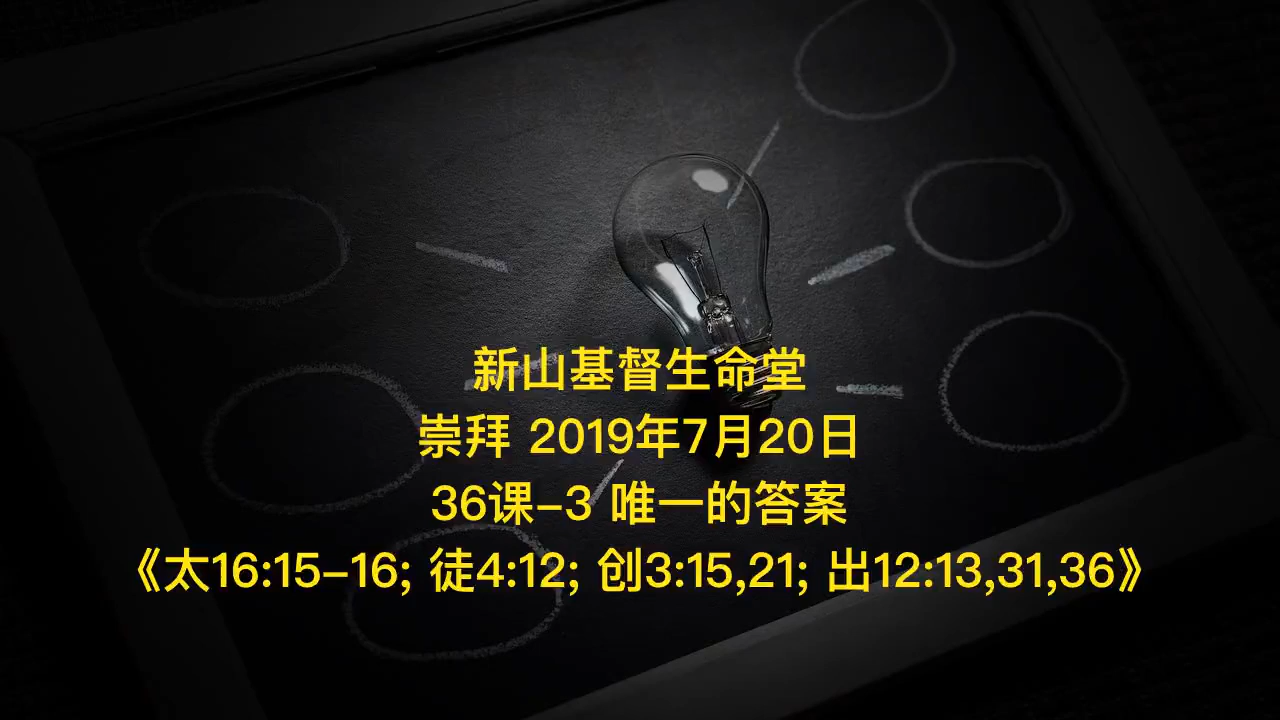 新山基督生命堂
崇拜 2019年7月20日
36课-3 唯一的答案
《太16:15-16; 徒4:12; 创3:15,21; 出12:13,31,36》